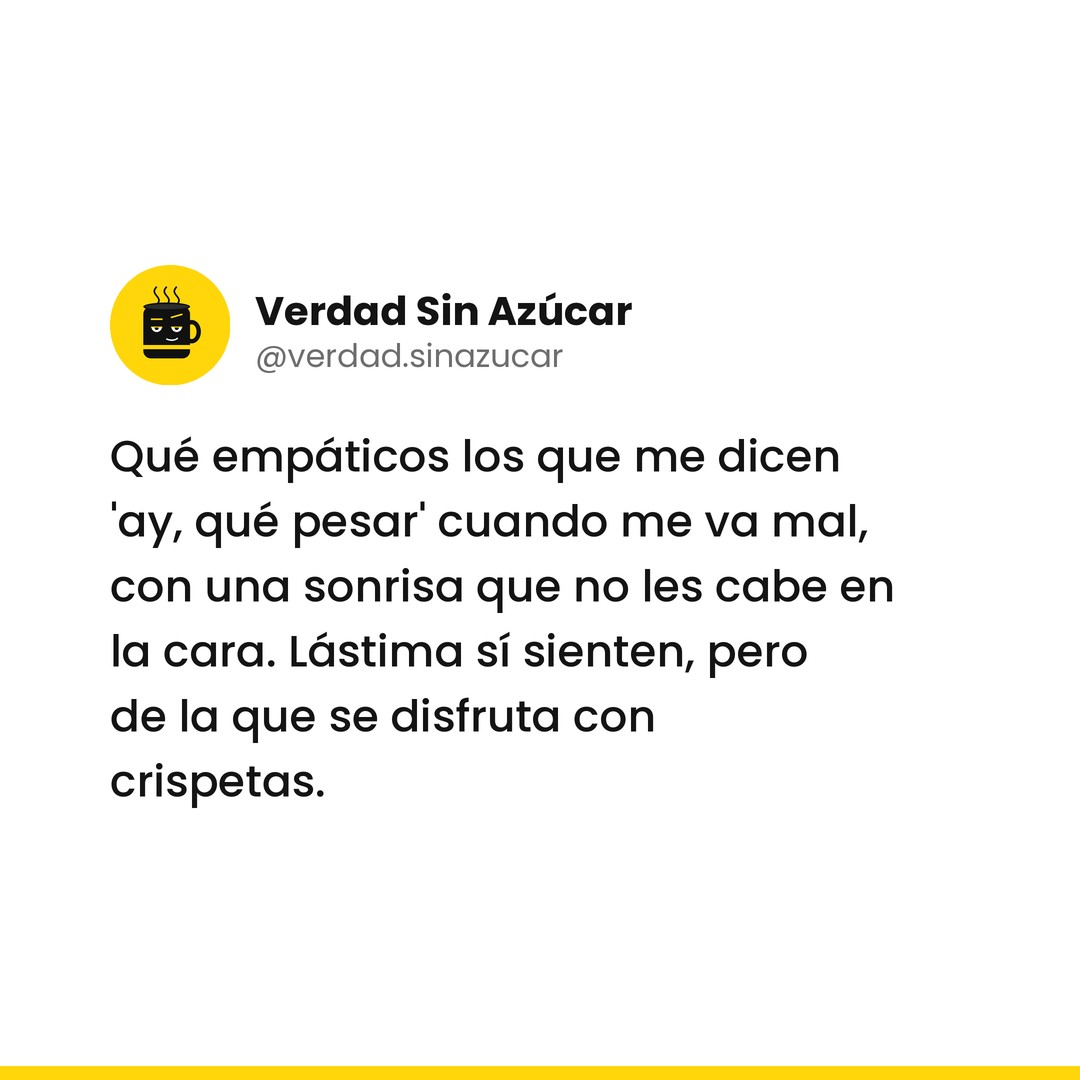 Verdad Sin Azúcar
@verdad.sinazucar
Qué empáticos los que me dicen
'ay, qué pesar' cuando me va mal,
con una sonrisa que no les cabe en
la cara. Lástima sí sienten, pero
de la que se disfruta con
crispetas.